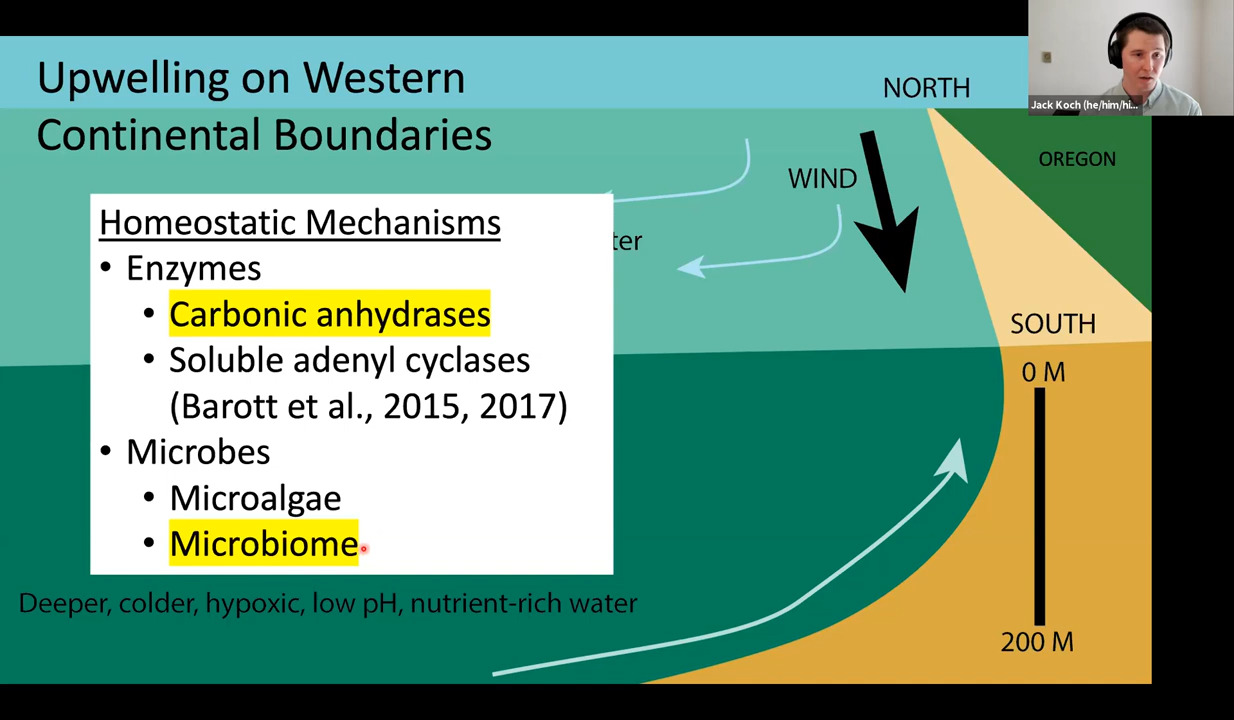 Upwelling on Western
Continental Boundaries
NORTH
Jack Koch (he/him/hi...
OREGON
WIND
Homeostatic Mechanisms
• Enzymes
• Carbonic anhydrases
• Soluble adenyl cyclases
(Barott et al., 2015, 2017)
• Microbes
• Microalgae
• Microbiome
ter
SOUTH
0 M
200 M
Deeper, colder, hypoxic, low pH, nutrient-rich water